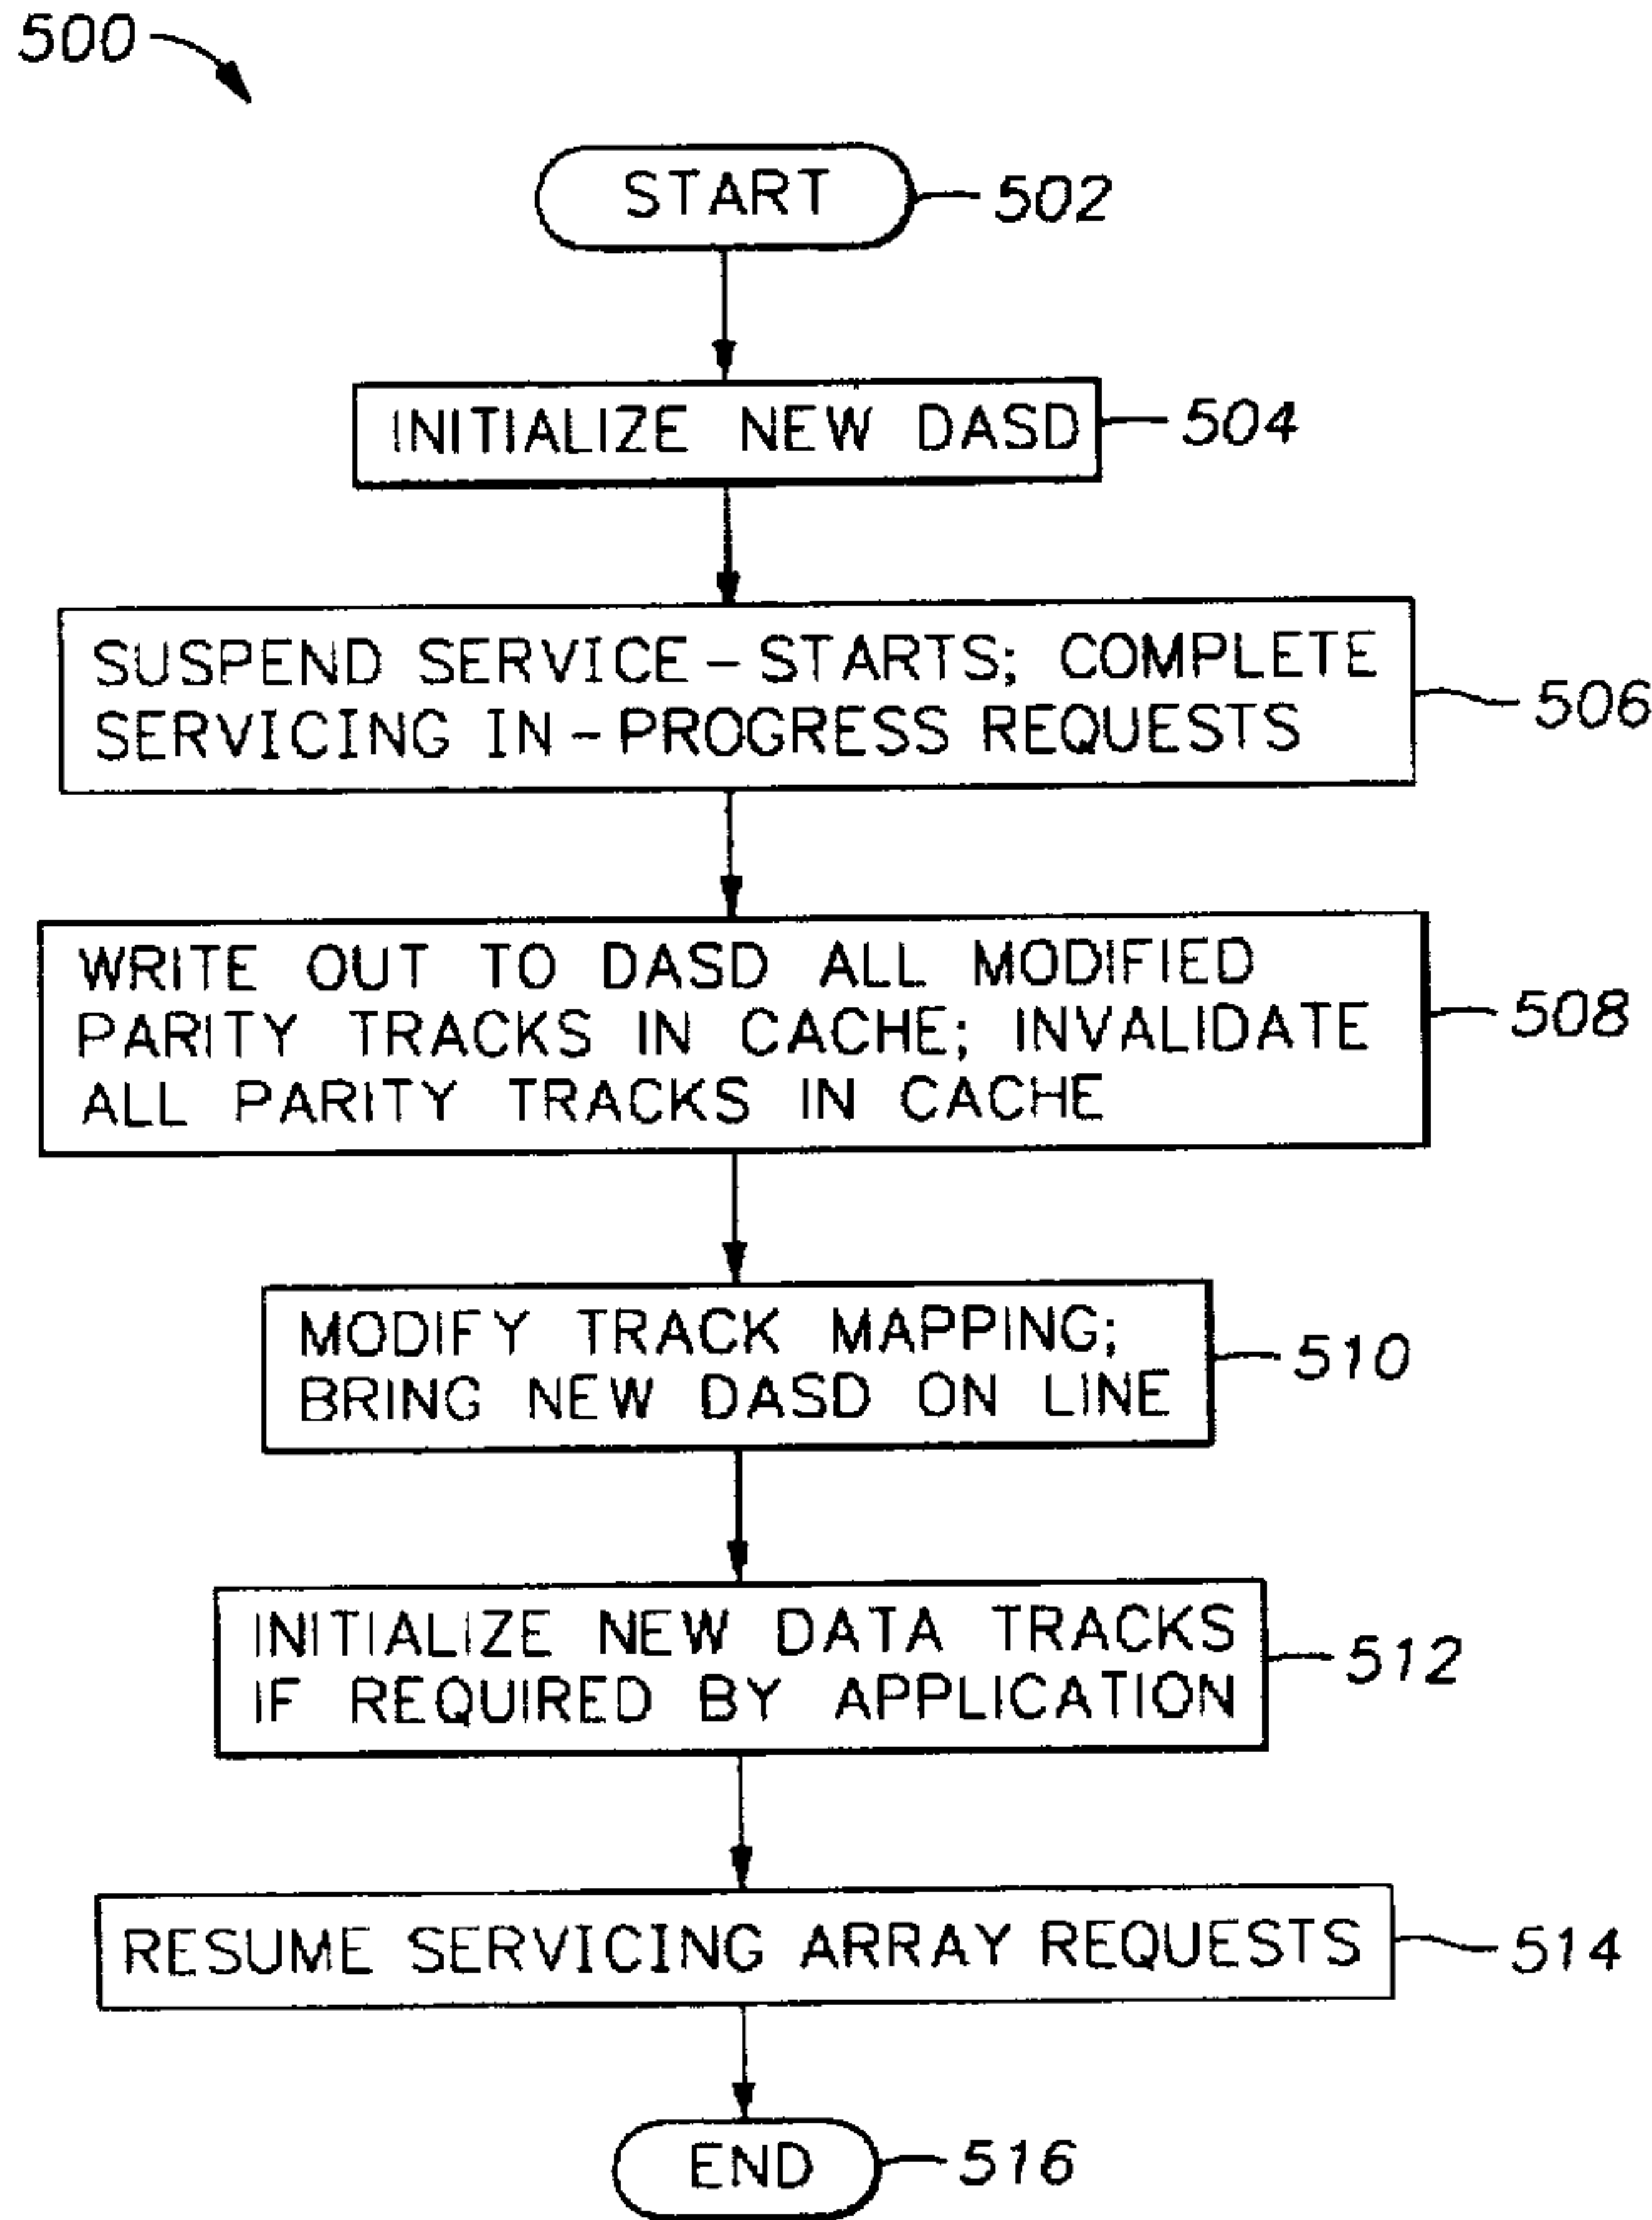 500
START
502
INITIALIZE NEW DASD
504
SUSPEND SERVICE-STARTS; COMPLETE
SERVICING IN-PROGRESS REQUESTS
506
WRITE OUT TO DASD ALL MODIFIED
PARITY TRACKS IN CACHE; INVALIDATE
ALL PARITY TRACKS IN CACHE
508
MODIFY TRACK MAPPING;
BRING NEW DASD ON LINE
510
INITIALIZE NEW DATA TRACKS
IF REQUIRED BY APPLICATION
512
RESUME SERVICING ARRAY REQUESTS
514
END
516